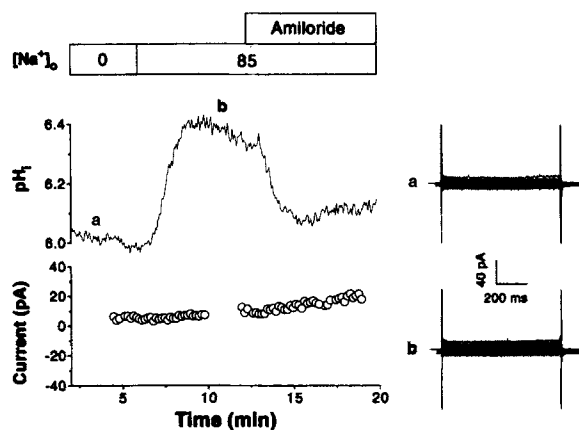 Amiloride
[Na+]o 0 85
b
6.4
pHi
6.2
a
6.0
40
20
0
-20
-40
Current (pA)
5 10 15 20
Time (min)
a
40 pA
200 ms
b